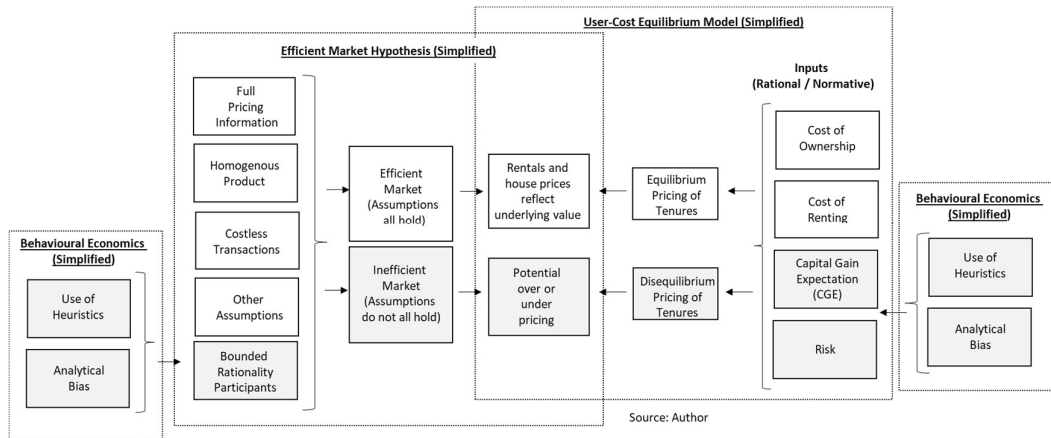 User-Cost Equilibrium Model (Simplified)
Efficient Market Hypothesis (Simplified)
Inputs
(Rational / Normative)
Full
Pricing
Information
Homogenous
Product
Costless
Transactions
Other
Assumptions
Bounded
Rationality
Participants
Efficient
Market
(Assumptions
all hold)
Inefficient
Market
(Assumptions
do not all hold)
Rentals and
house prices
reflect
underlying value
Potential
over or
under
pricing
Equilibrium
Pricing of
Tenures
Disequilibrium
Pricing of
Tenures
Cost of
Ownership
Cost of
Renting
Capital Gain
Expectation
(CGE)
Risk
Behavioural Economics
(Simplified)
Use of
Heuristics
Analytical
Bias
Behavioural Economics
(Simplified)
Use of
Heuristics
Analytical
Bias
Source: Author